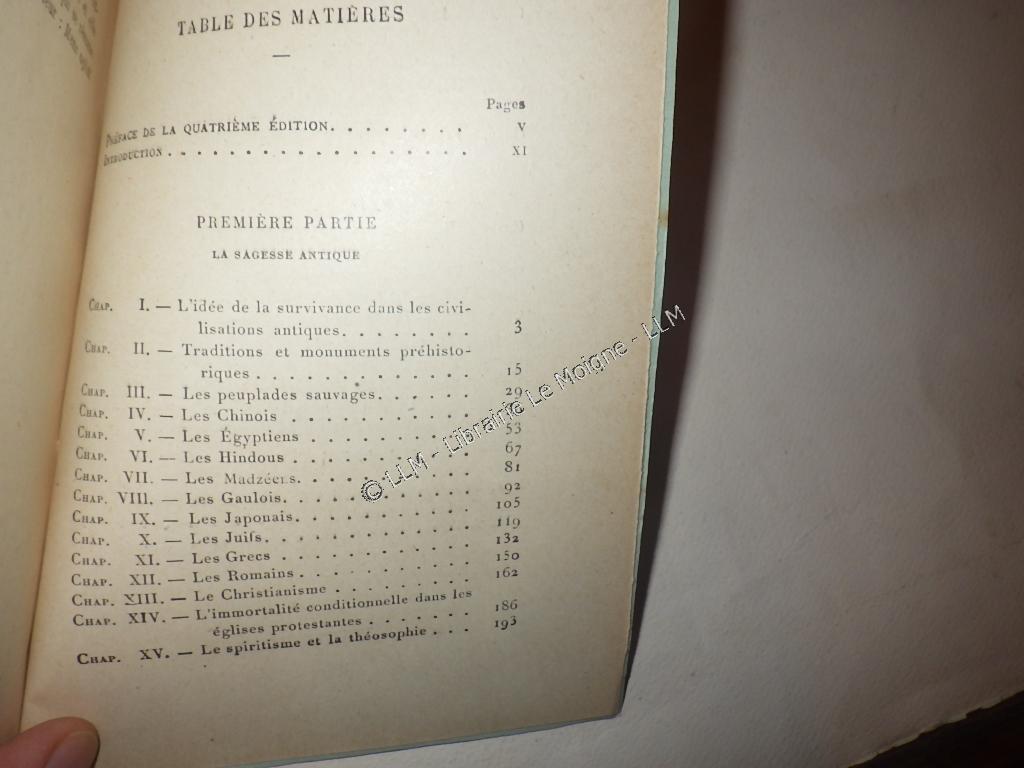 TABLE DES MATIÈRES
Pages
PRÉFACE DE LA QUATRIÈME ÉDITION. . . . . . . . V
INTRODUCTION . . . . . . . . . . . . . . . . XI
PREMIÈRE PARTIE
LA SAGESSE ANTIQUE
CHAP. I. — L'idée de la survivance dans les civi-
lisations antiques. . . . . . . 3
CHAP. II. — Traditions et monuments préhisto-
riques . . . . . . . . . . . 15
CHAP. III. — Les peuplades sauvages. . . . . . 29
CHAP. IV. — Les Chinois . . . . . . . . . .
CHAP. V. — Les Égyptiens . . . . . . . . . 53
CHAP. VI. — Les Hindous . . . . . . . . . . 67
CHAP. VII. — Les Madzéens. . . . . . . . . . 81
CHAP. VIII. — Les Gaulois. . . . . . . . . . 92
CHAP. IX. — Les Japonais. . . . . . . . . . 105
CHAP. X. — Les Juifs. . . . . . . . . . . 119
CHAP. XI. — Les Grecs . . . . . . . . . . 132
CHAP. XII. — Les Romains . . . . . . . . . 150
CHAP. XIII. — Le Christianisme . . . . . . . . 162
CHAP. XIV. — L'immortalité conditionnelle dans les
églises protestantes . . . . . . 186
CHAP. XV. — Le spiritisme et la théosophie . . . 193
© LLM - Librairie Le Moigne - LLM